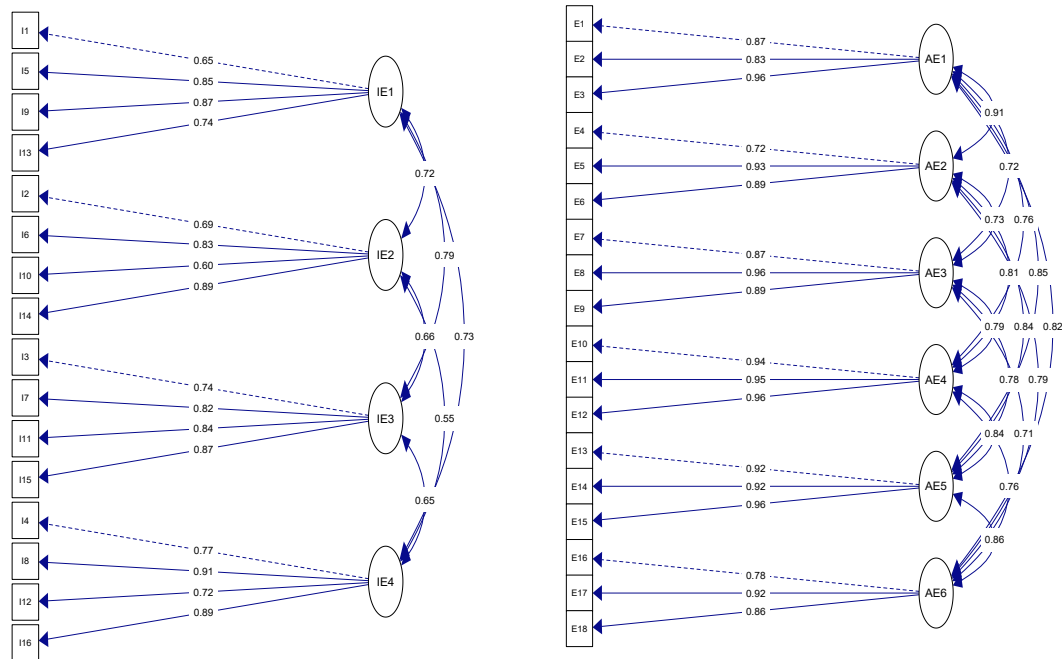 I1
I5
I9
I13
I2
I6
I10
I14
I3
I7
I11
I15
I4
I8
I12
I16
0.65
0.85
0.87
0.74
0.69
0.83
0.60
0.89
0.74
0.82
0.84
0.87
0.77
0.91
0.72
0.89
IE1
IE2
IE3
IE4
0.72
0.79
0.66
0.73
0.55
0.65
E1
E2
E3
E4
E5
E6
E7
E8
E9
E10
E11
E12
E13
E14
E15
E16
E17
E18
0.87
0.83
0.96
0.72
0.93
0.89
0.87
0.96
0.89
0.94
0.95
0.96
0.92
0.92
0.96
0.78
0.92
0.86
AE1
AE2
AE3
AE4
AE5
AE6
0.91
0.72
0.73 0.76
0.81 0.85
0.79 0.84 0.82
0.78 0.79
0.84 0.71
0.76
0.86